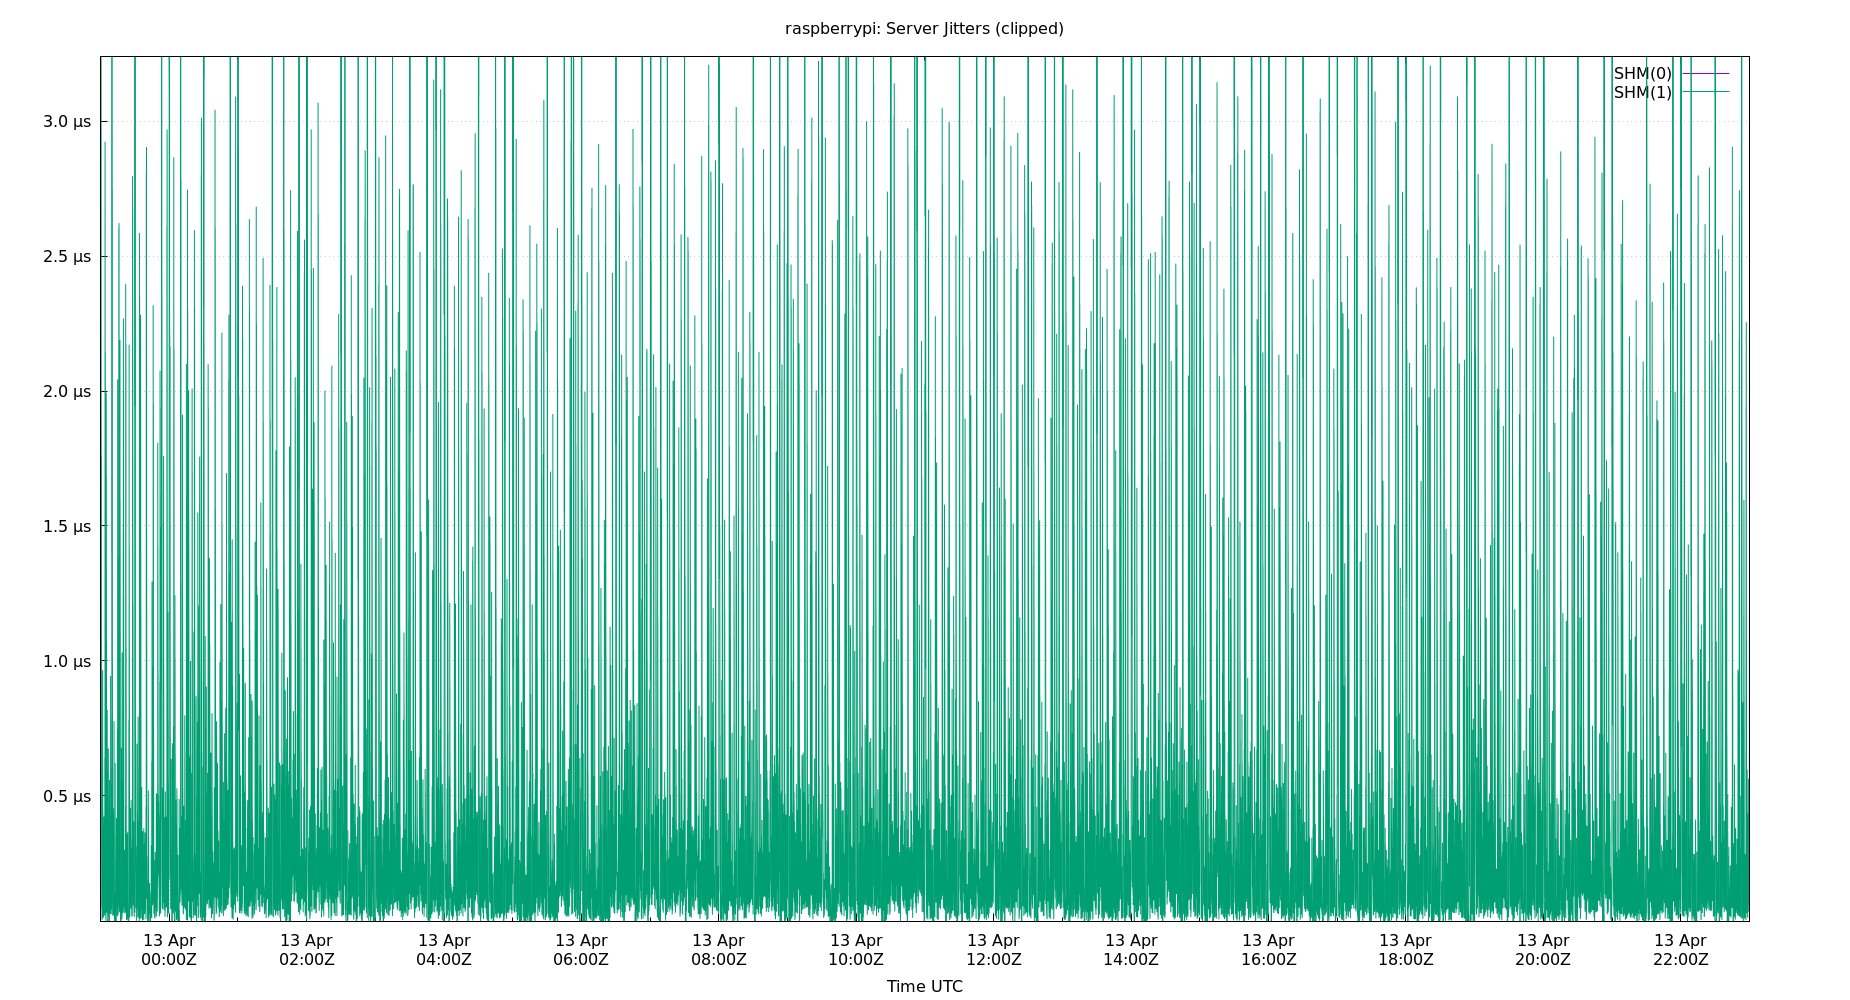 raspberrypi: Server Jitters (clipped)
SHM(0)
SHM(1)
3.0 μs
2.5 μs
2.0 μs
1.5 μs
1.0 μs
0.5 μs
13 Apr 13 Apr 13 Apr 13 Apr 13 Apr 13 Apr 13 Apr 13 Apr 13 Apr 13 Apr 13 Apr 13 Apr
00:00Z 02:00Z 04:00Z 06:00Z 08:00Z 10:00Z 12:00Z 14:00Z 16:00Z 18:00Z 20:00Z 22:00Z
Time UTC